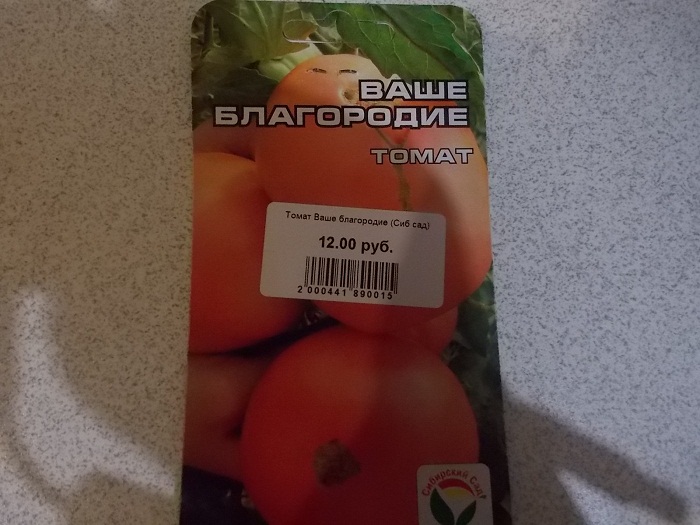 ВАШЕ
БЛАГОРОДИЕ
ТОМАТ
Томат Ваше благородие (Сиб сад)
12.00 руб.
2 000441 890015
Сибирский Сад